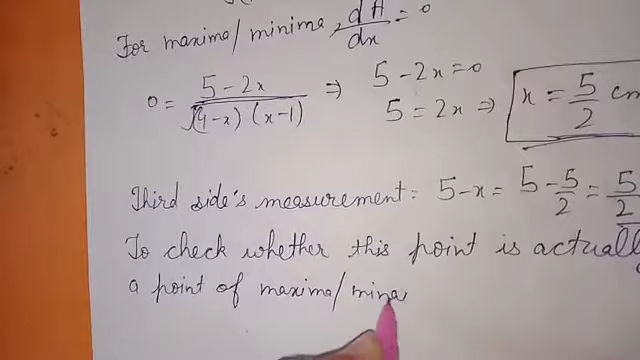 For maxima/minima, dA/dx = 0
0 = 5-2x/√(4-x)(x-1) ⇒ 5-2x=0
5 = 2x ⇒ x = 5/2 cm
Third side's measurement: 5-x = 5-5/2 = 5/2
To check whether this point is actually
a point of maxima/mina